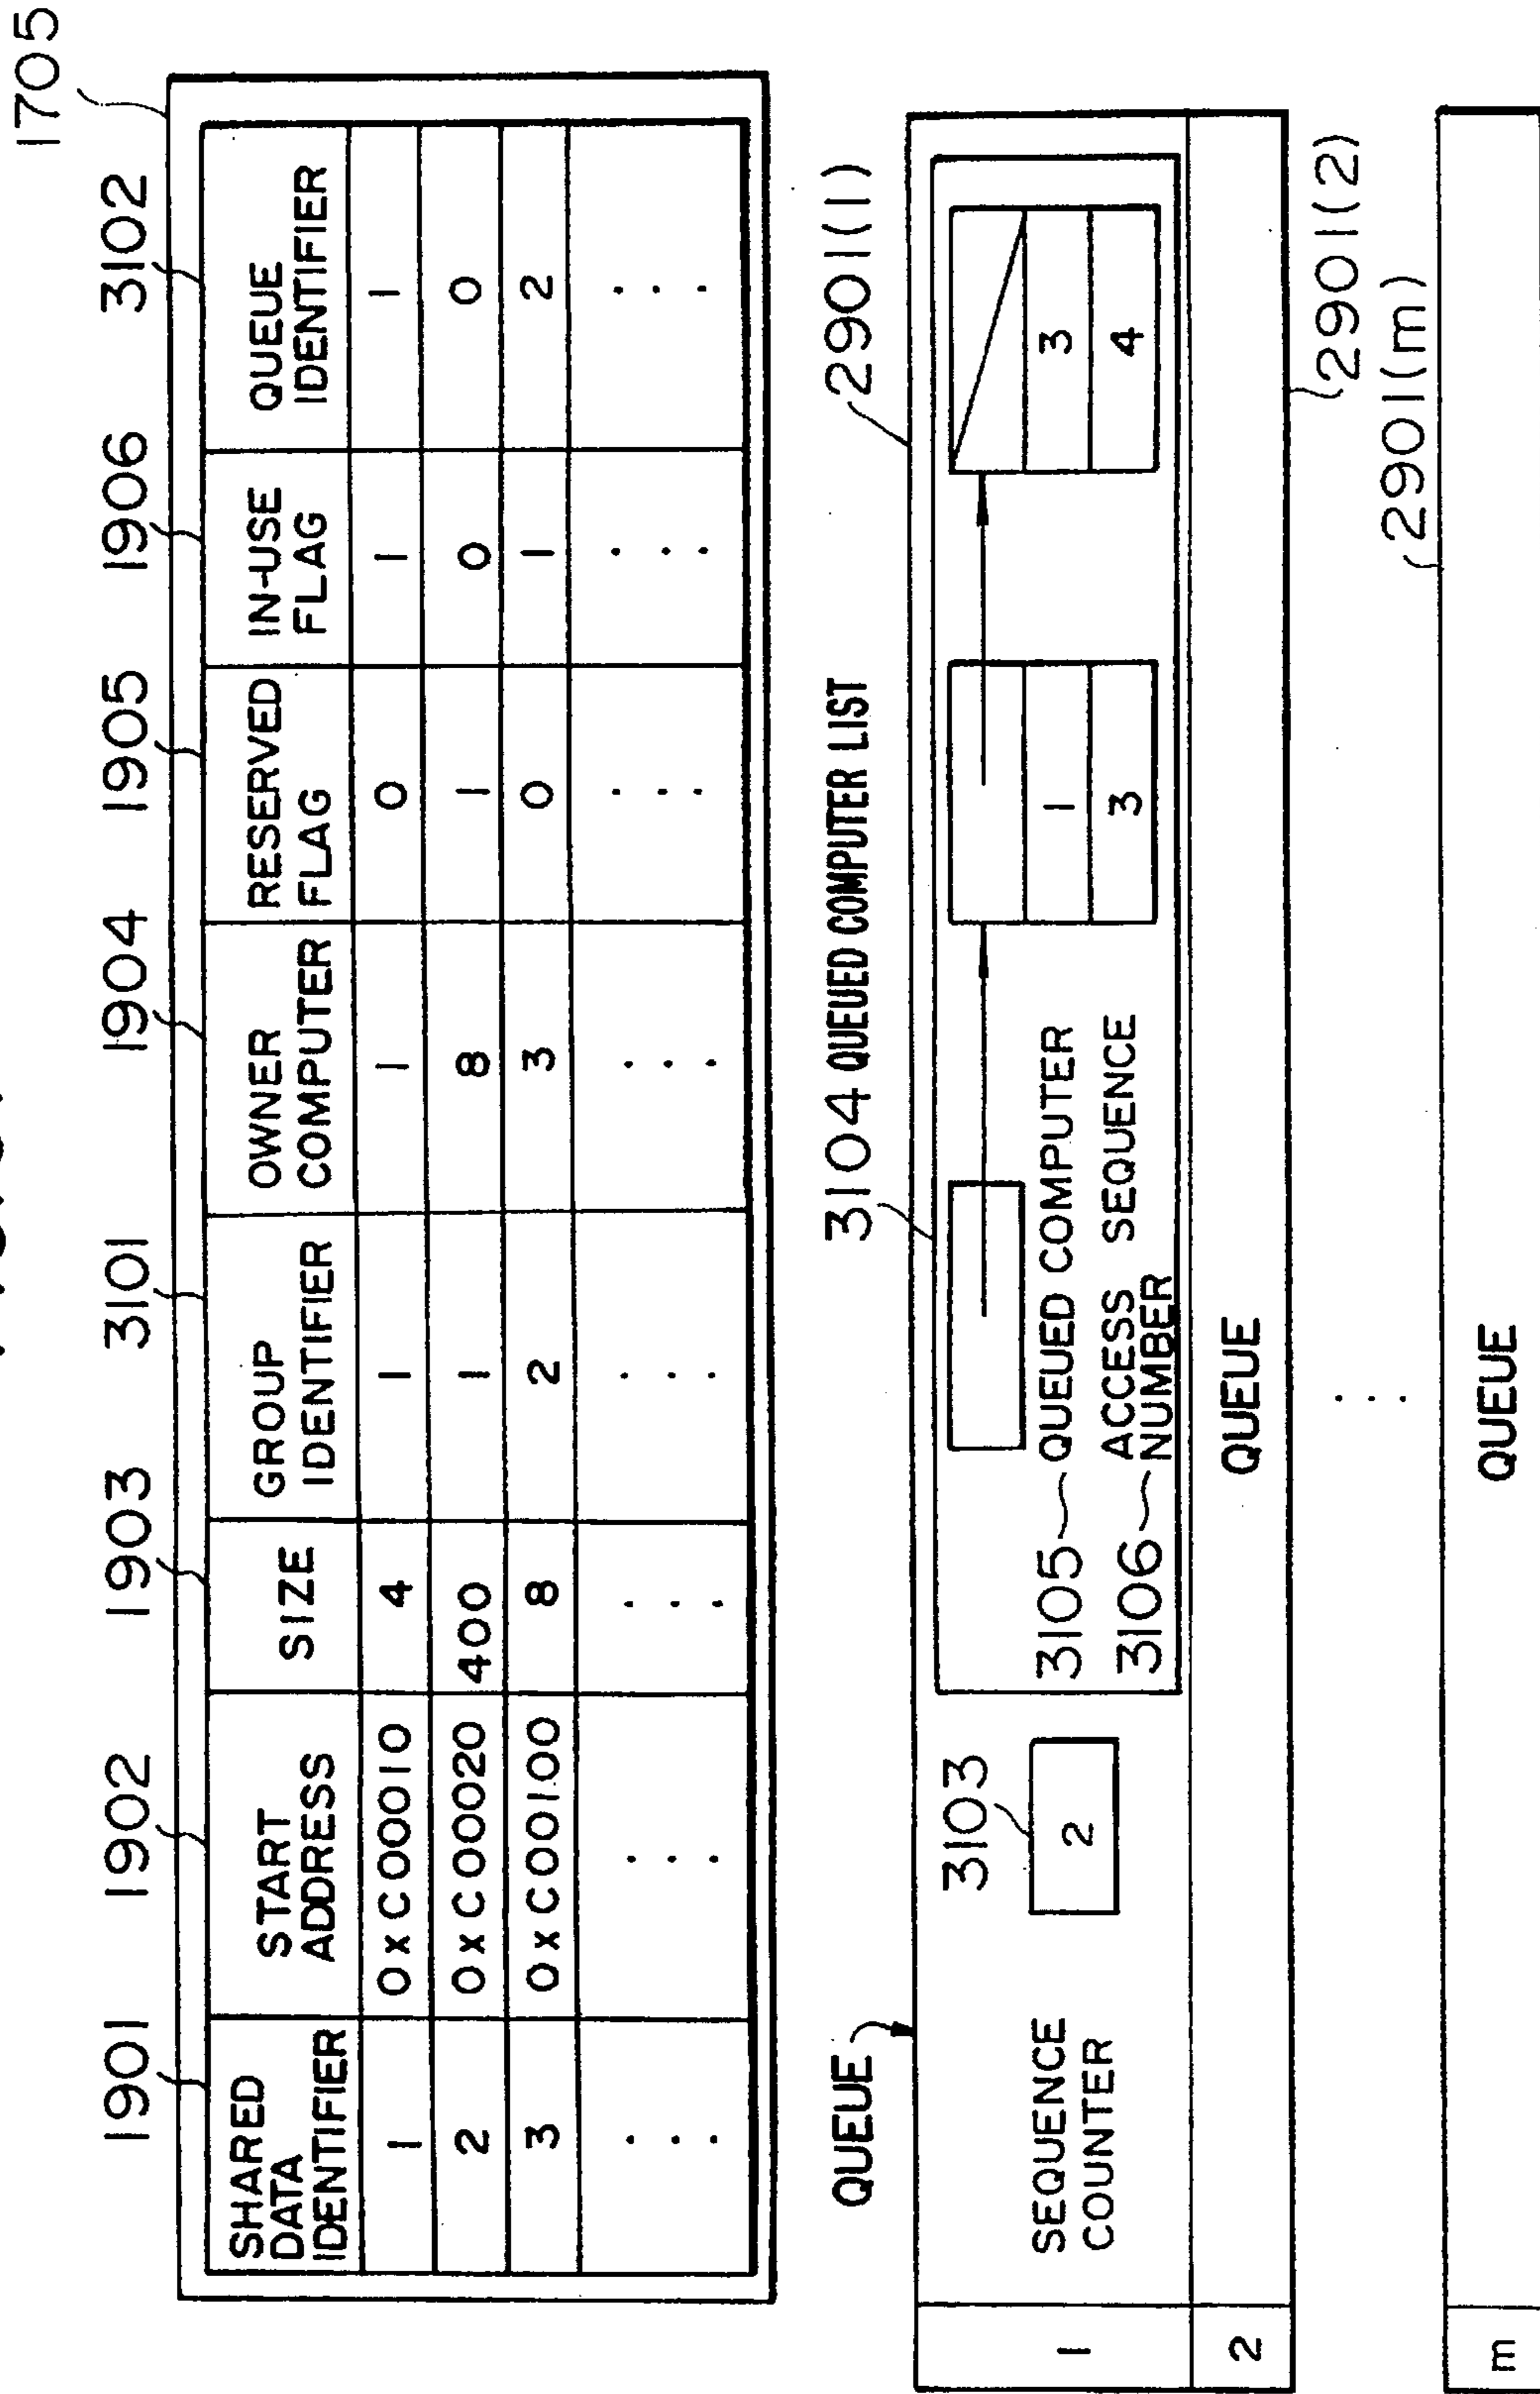 1705
1901 1902 1903 3101 1904 1905 1906 3102
SHARED DATA IDENTIFIER START ADDRESS SIZE GROUP IDENTIFIER OWNER COMPUTER RESERVED FLAG IN-USE FLAG QUEUE IDENTIFIER
1 0xC00010 4 1 1 0 1 1
2 0xC00020 400 1 8 1 0 0
3 0xC00100 8 2 3 0 1 2
... ... ... ... ... ... ... ...
QUEUE 3104 QUEUED COMPUTER LIST 2901(1)
1 SEQUENCE COUNTER 3103 2
3105 QUEUED COMPUTER 1 3
3106 ACCESS SEQUENCE NUMBER 3 4
2 QUEUE
2901(2)
...
2901(m)
m QUEUE